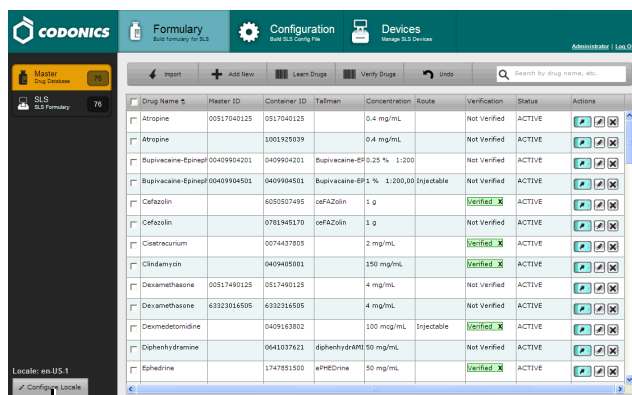 CODONICS
Formulary
Build formulary for SLS
Configuration
Build SLS Config File
Devices
Manage SLS Devices
Administrator | Log O
Master
Drug Database
76
SLS
SLS Formulary
76
Import
Add New
Learn Drugs
Verify Drugs
Undo
Search by drug name, etc.
Drug Name Master ID Container ID Tallman Concentration Route Verification Status Actions
Atropine 00517040125 0517040125 0.4 mg/mL Not Verified ACTIVE
Atropine 1001925039 0.4 mg/mL Not Verified ACTIVE
Bupivacaine-Epineph 00409904201 0409904201 Bupivacaine-EP 0.25 % 1:200 Not Verified ACTIVE
Bupivacaine-Epineph 00409904501 0409904501 Bupivacaine-EP 1 % 1:200,00 Injectable Not Verified ACTIVE
Cefazolin 6050507495 ceFAZolin 1 g Verified X ACTIVE
Cefazolin 0781945170 ceFAZolin 1 g Not Verified ACTIVE
Cisatracurium 0074437805 2 mg/mL Verified X ACTIVE
Clindamycin 0409405001 150 mg/mL Verified X ACTIVE
Dexamethasone 00517490125 0517490125 4 mg/mL Not Verified ACTIVE
Dexamethasone 63323016505 6332316505 4 mg/mL Not Verified ACTIVE
Dexmedetomidine 0409163802 100 mcg/mL Injectable Verified X ACTIVE
Diphenhydramine 0641037621 diphenhydrAMI 50 mg/mL Not Verified ACTIVE
Ephedrine 1747851500 ePHEDrine 50 mg/mL Verified X ACTIVE
Locale: en-US-1
Configure Locale